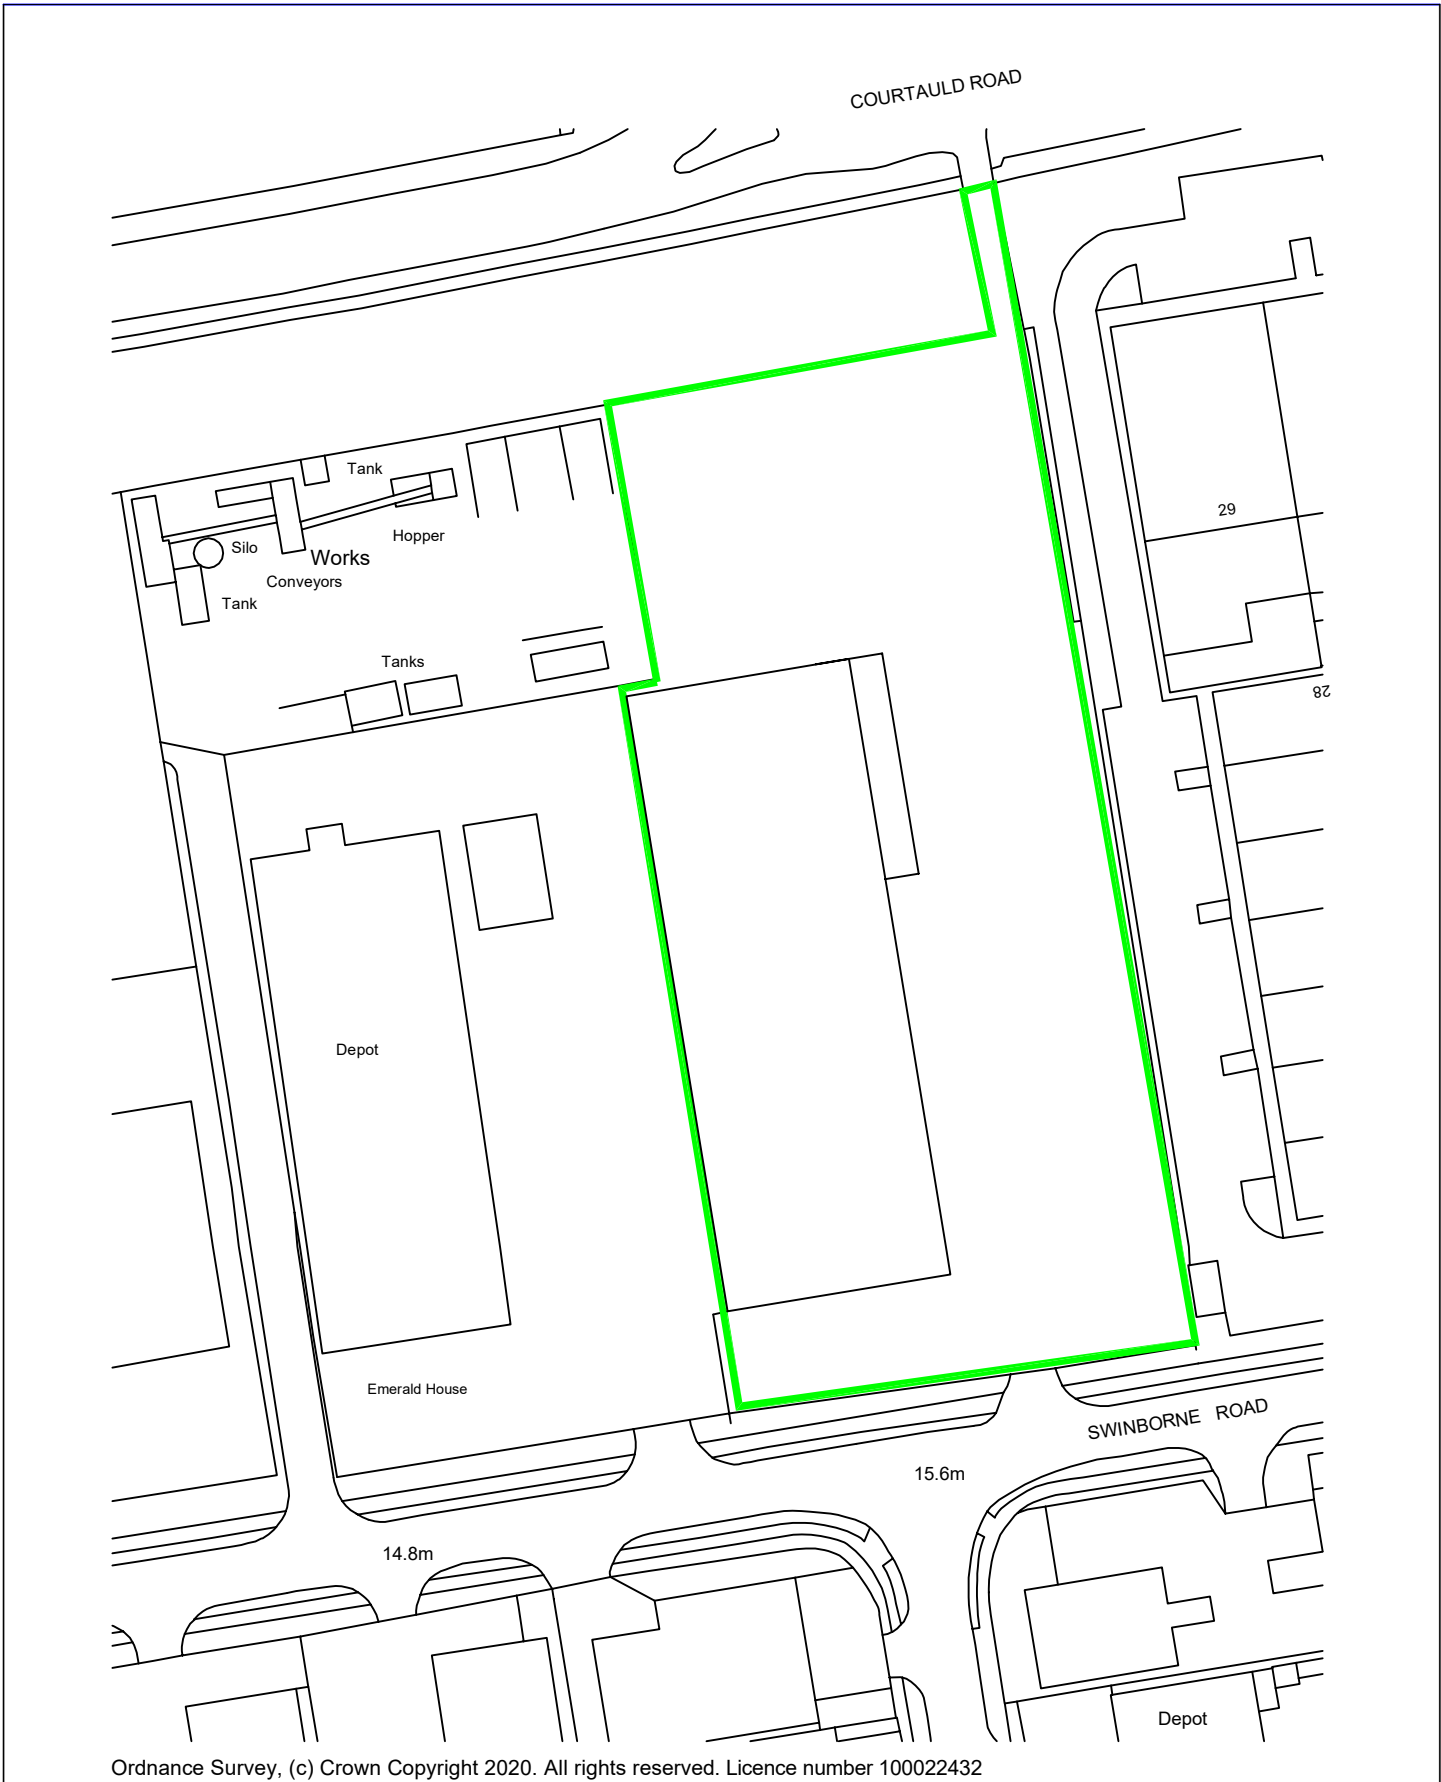 COURTAULD ROAD
Tank
29
Hopper
Silo
Works
Conveyors
Tank
Tanks
28
Depot
Emerald House
SWINBORNE ROAD
15.6m
14.8m
Depot
Ordnance Survey, (c) Crown Copyright 2020. All rights reserved. Licence number 100022432